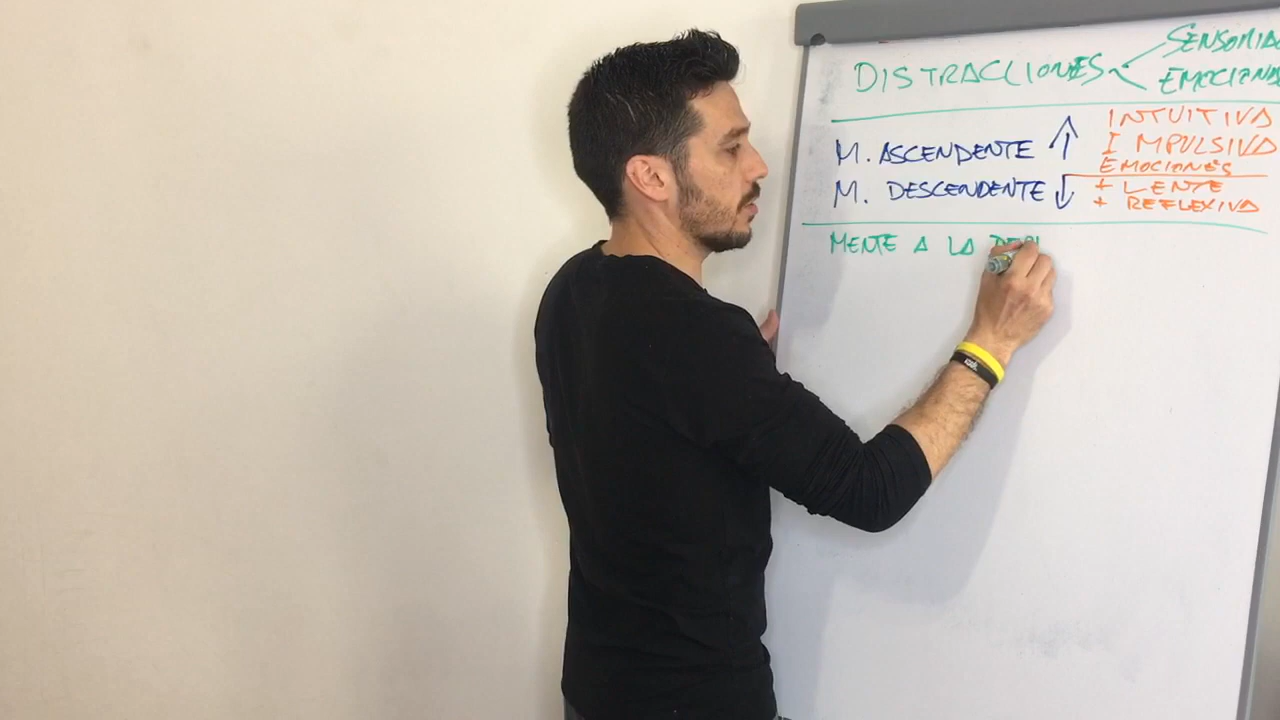 DISTRACCIONES
M. ASCENDENTE ↑
INTUITIVA
IMPULSIVA
EMOCIONES
M. DESCENDENTE ↓
+ LENTE
+ REFLEXIVA
MENTE A LA